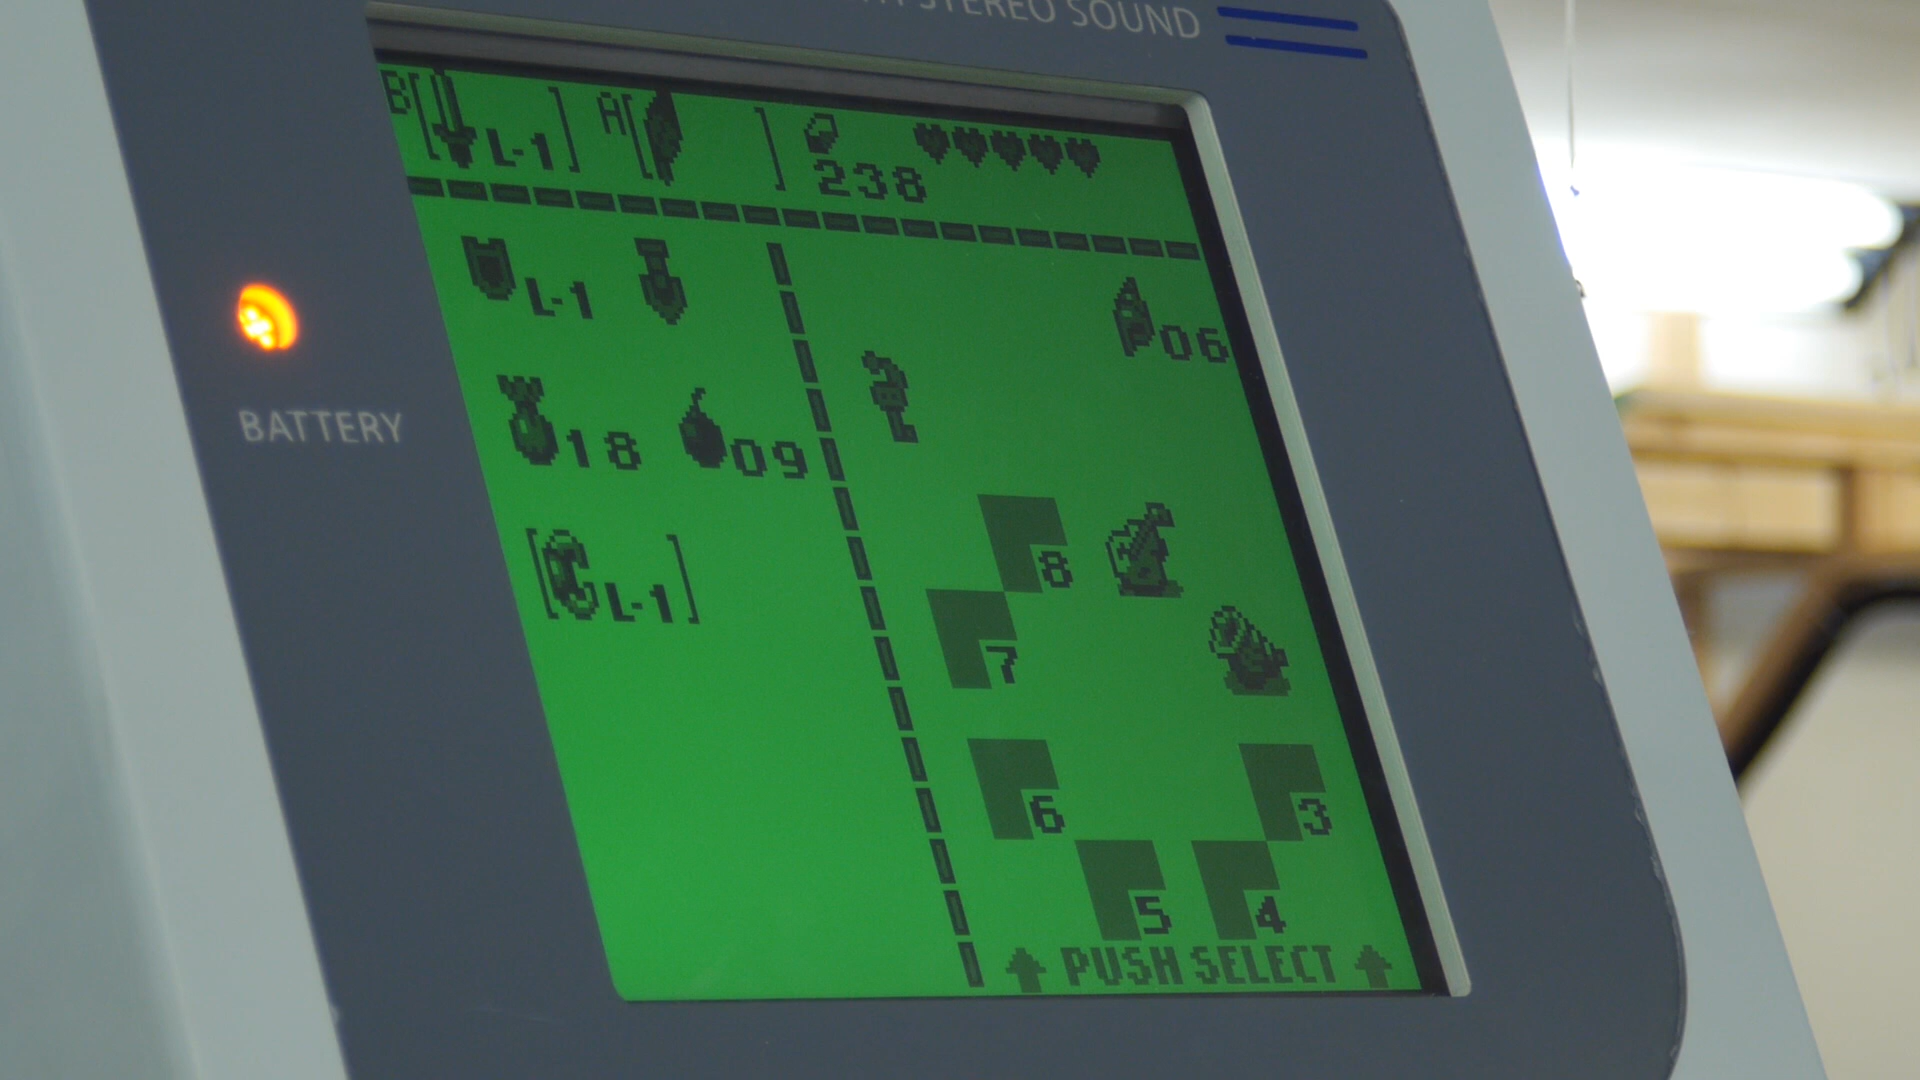 STEREO SOUND
BATTERY
B[ L-1 ] A[ ] 238
L-1
06
18 09
8
[ L-1 ]
7
6 3
5 4
PUSH SELECT